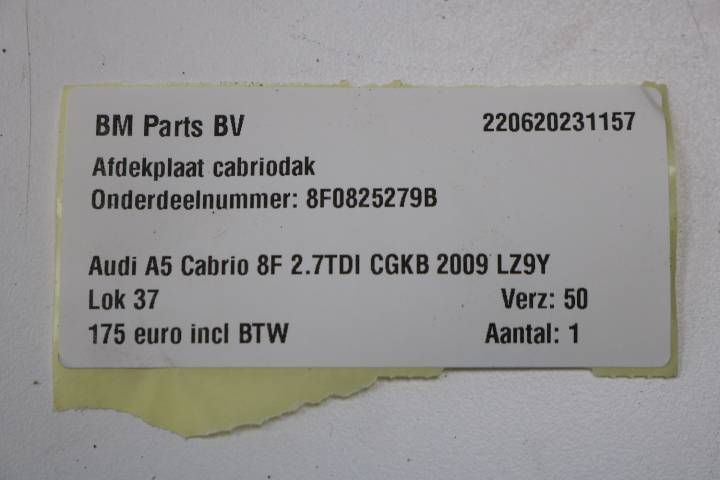 BM Parts BV 220620231157
Afdekplaat cabriodak
Onderdeelnummer: 8F0825279B
Audi A5 Cabrio 8F 2.7TDI CGKB 2009 LZ9Y
Lok 37 Verz: 50
175 euro incl BTW Aantal: 1